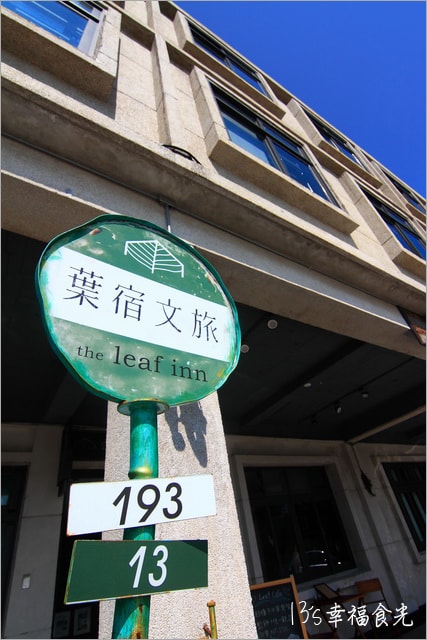 葉宿文旅
the leaf inn
193
13
13's幸福食光